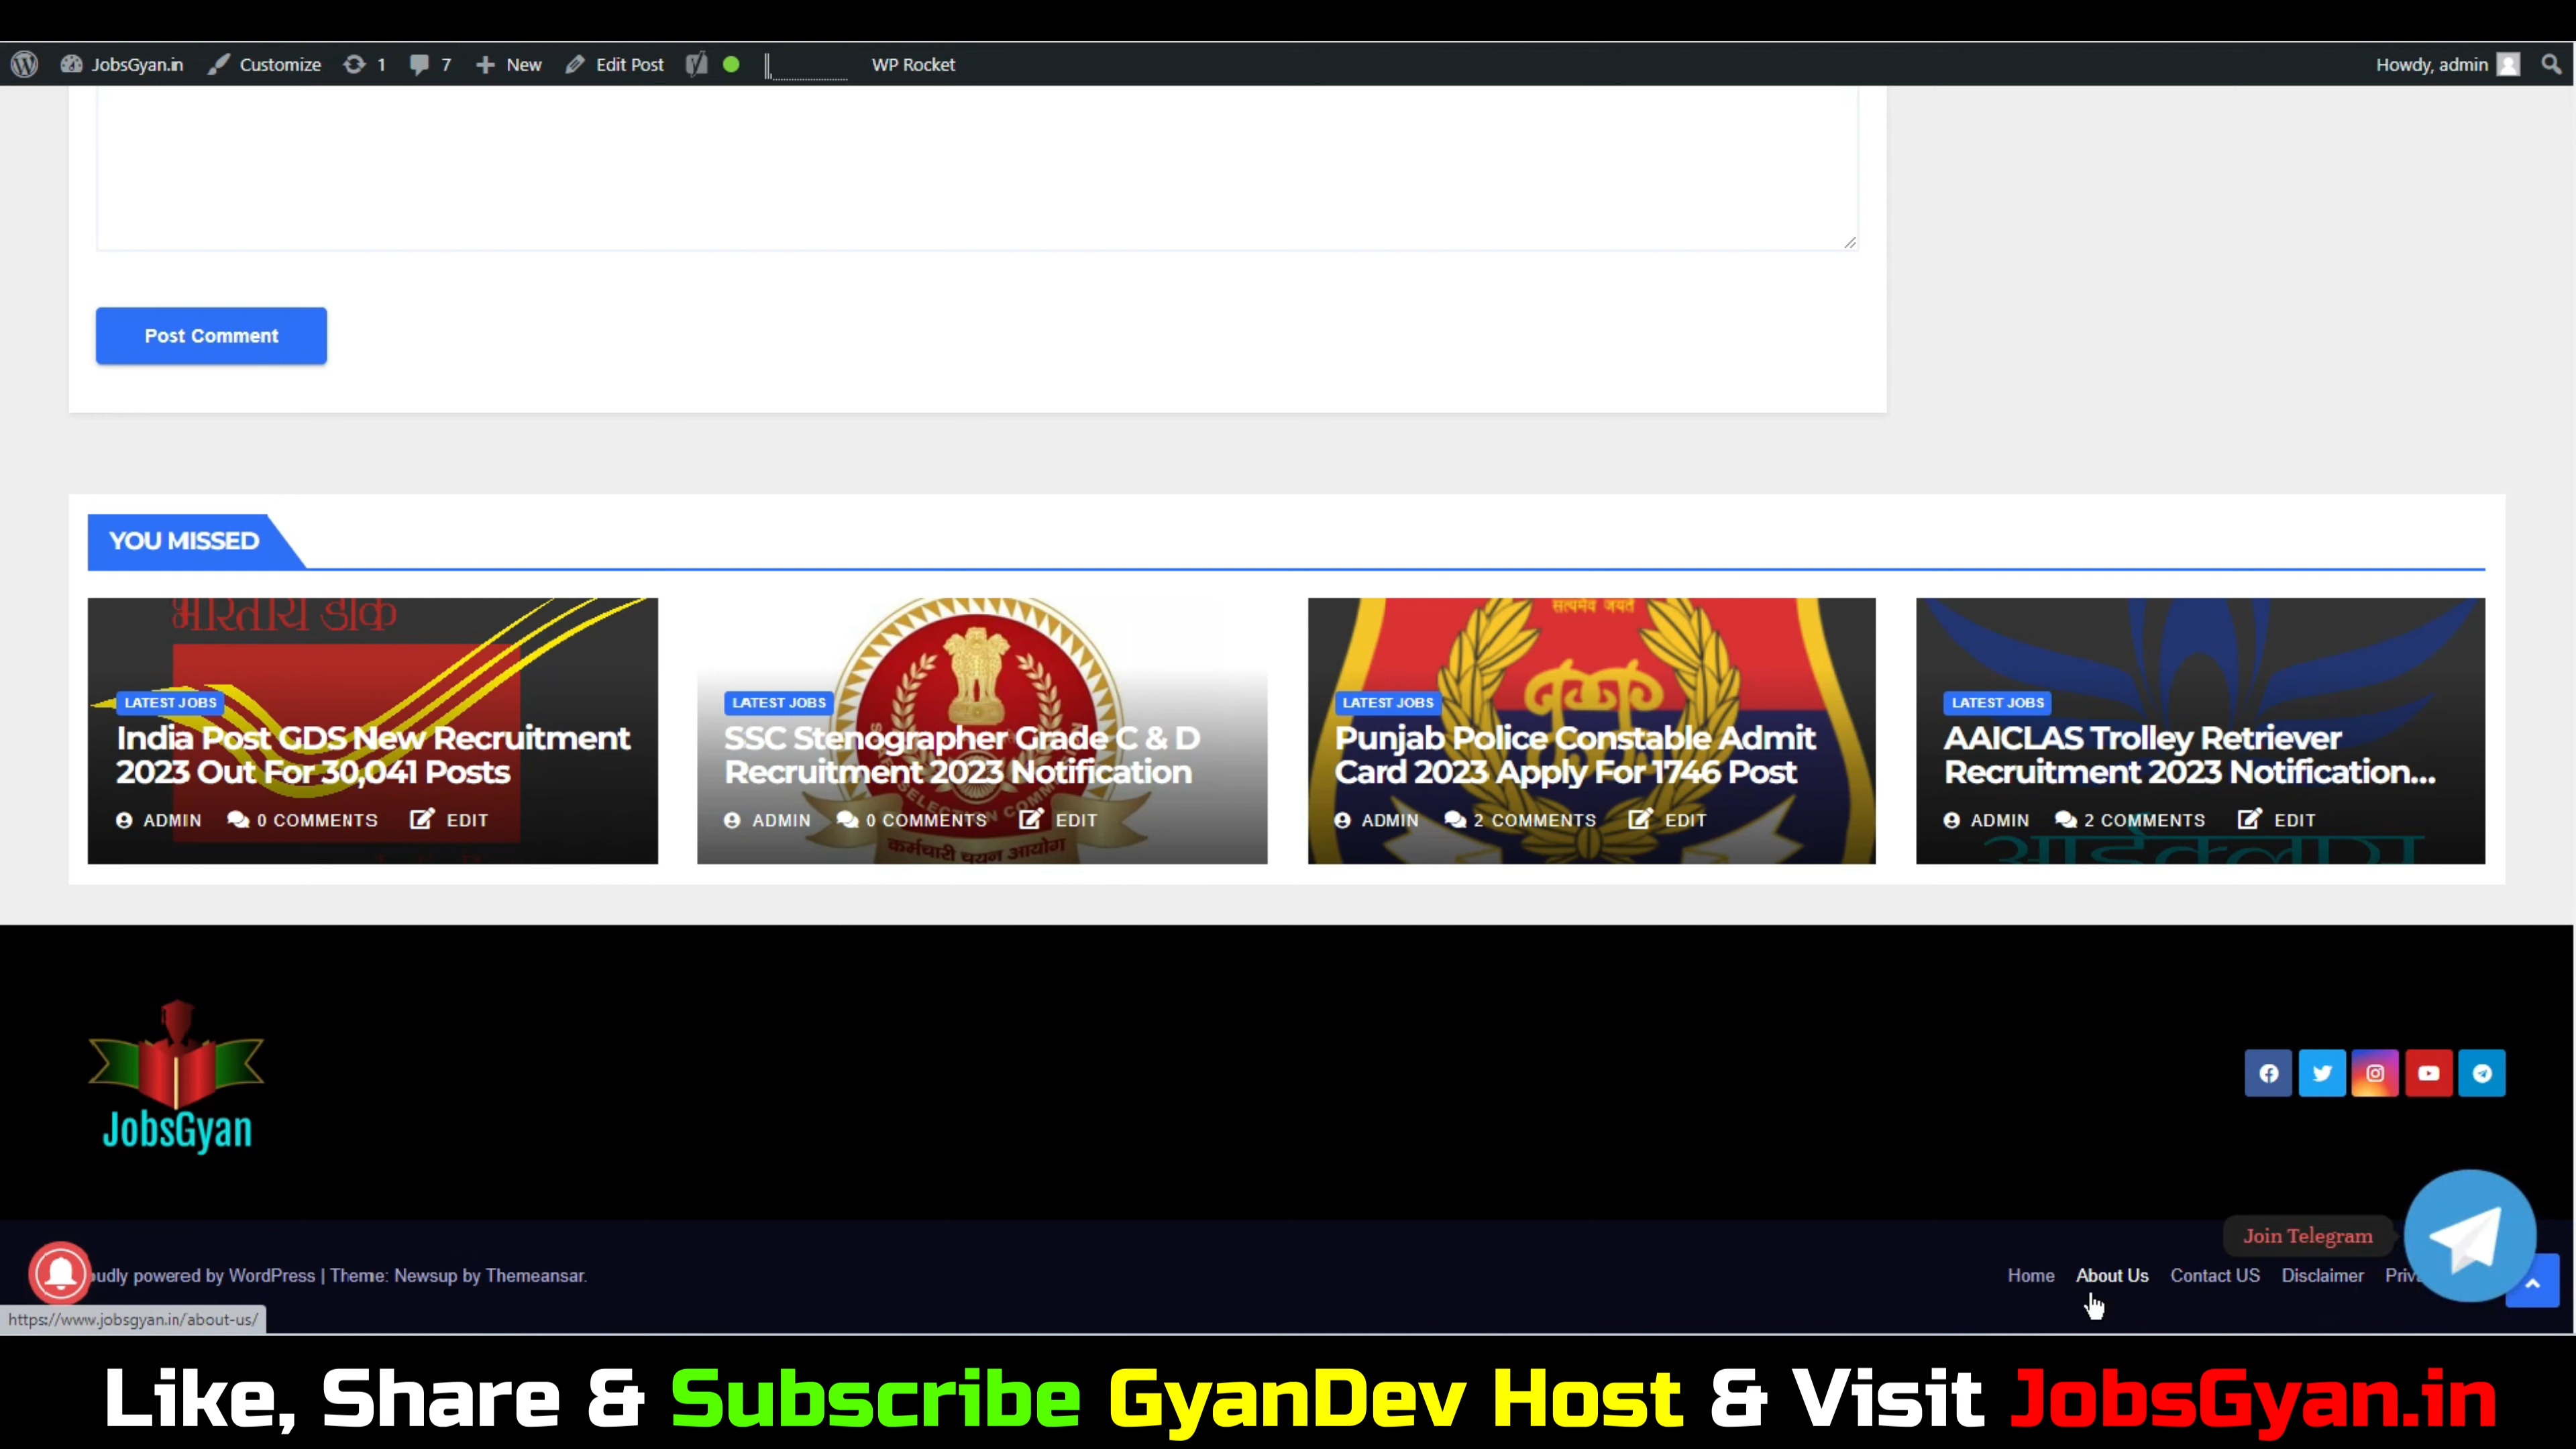 JobsGyan.in Customize 1 7 New Edit Post WP Rocket Howdy, admin
Post Comment
YOU MISSED
भारतीय डाक
LATEST JOBS
India Post GDS New Recruitment
2023 Out For 30,041 Posts
ADMIN 0 COMMENTS EDIT
LATEST JOBS
SSC Stenographer Grade C & D
Recruitment 2023 Notification
ADMIN 0 COMMENTS EDIT
कर्मचारी चयन आयोग
सत्यमेव जयते
LATEST JOBS
Punjab Police Constable Admit
Card 2023 Apply For 1746 Post
ADMIN 2 COMMENTS EDIT
LATEST JOBS
AAICLAS Trolley Retriever
Recruitment 2023 Notification...
ADMIN 2 COMMENTS EDIT
JobsGyan
Join Telegram
powered by WordPress | Theme: Newsup by Themeansar.
Home About Us Contact US Disclaimer
https://www.jobsgyan.in/about-us/
Like, Share & Subscribe GyanDev Host & Visit JobsGyan.in